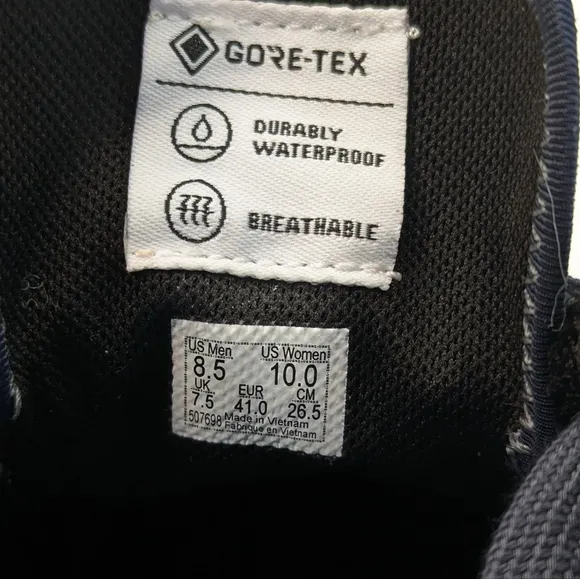 GORE-TEX
DURABLY
WATERPROOF
BREATHABLE
US Men US Women
8.5 10.0
UK EUR CM
7.5 41.0 26.5
507698 Made in Vietnam
Fabriqué en Vietnam